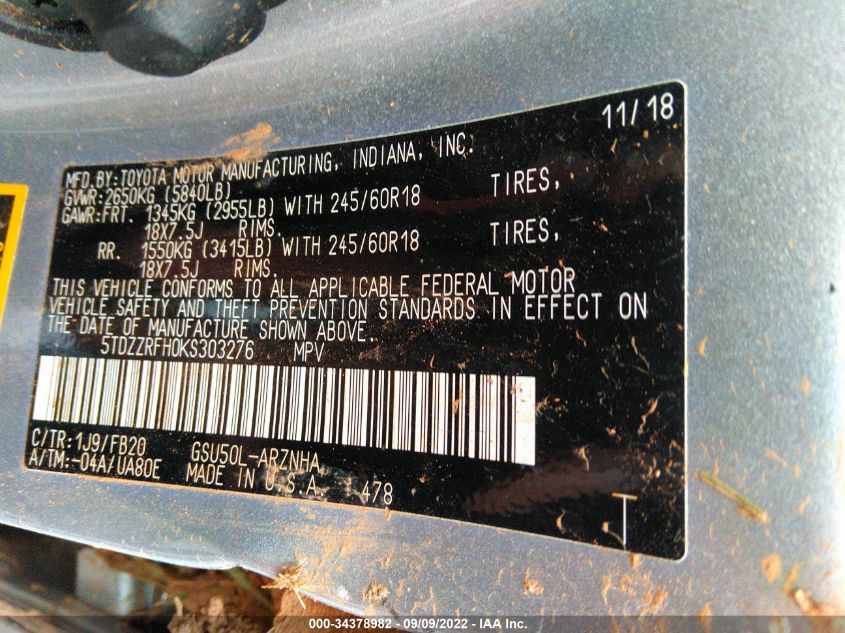 11/18
MFD.BY:TOYOTA MOTOR MANUFACTURING, INDIANA, INC.
GVWR:2650KG (5840LB)
GAWR:FRT. 1345KG (2955LB) WITH 245/60R18 TIRES,
18X7.5J RIMS.
RR. 1550KG (3415LB) WITH 245/60R18 TIRES,
18X7.5J RIMS.
THIS VEHICLE CONFORMS TO ALL APPLICABLE FEDERAL MOTOR
VEHICLE SAFETY AND THEFT PREVENTION STANDARDS IN EFFECT ON
THE DATE OF MANUFACTURE SHOWN ABOVE.
5TDZZRFH0KS303276 MPV
C/TR:1J9/FB20 GSU50L-ARZNHA
A/TM:-04A/UA80E MADE IN U.S.A. 478
T
000-34378982 - 09/09/2022 - IAA Inc.